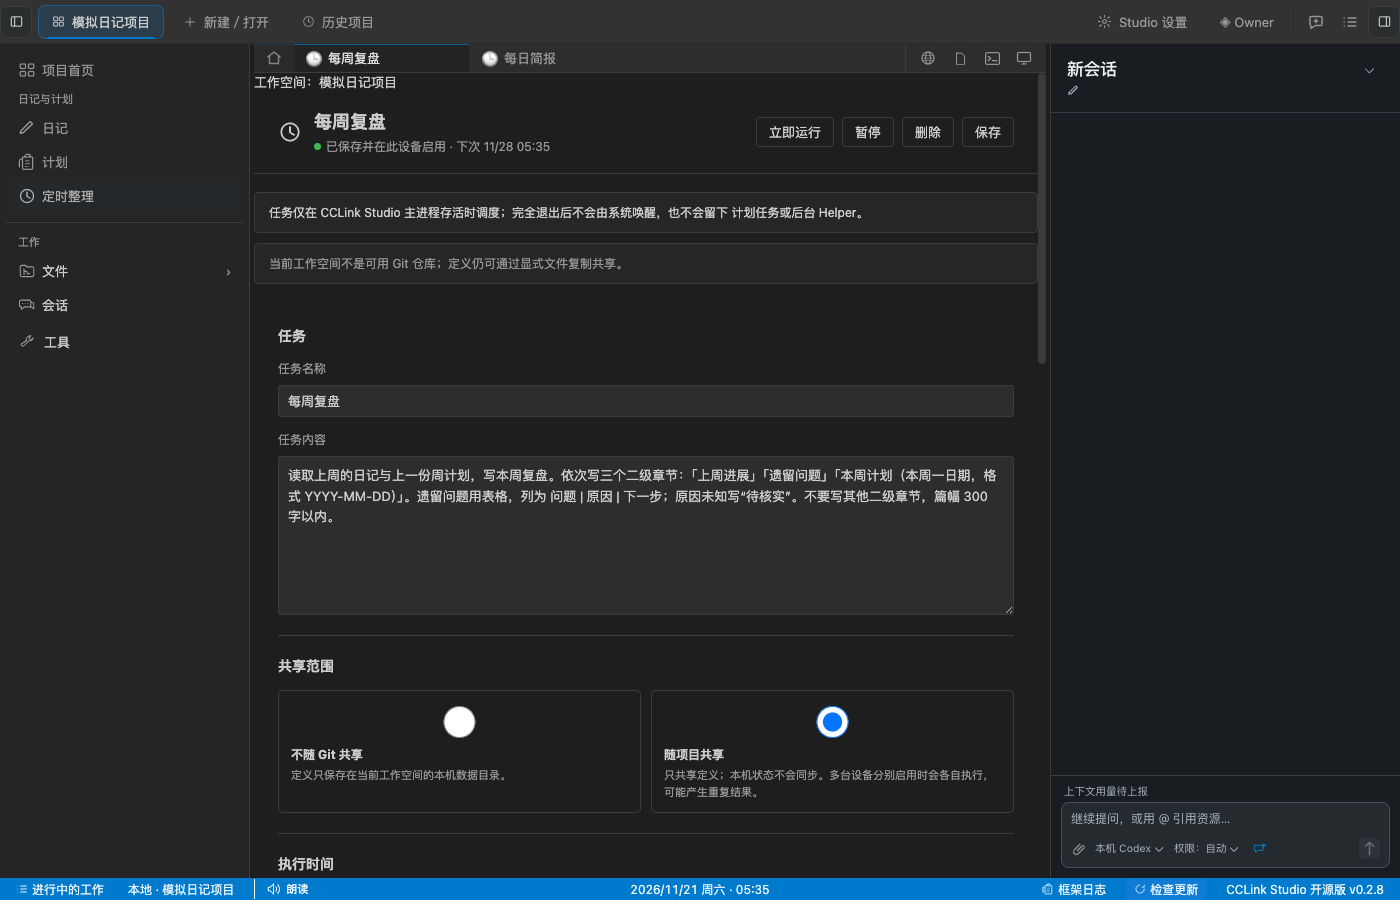 模拟日记项目
新建 / 打开
历史项目
Studio 设置
Owner
项目首页
日记与计划
日记
计划
定时整理
工作
文件
会话
工具
每周复盘
每日简报
工作空间：模拟日记项目
每周复盘
已保存并在此设备启用 · 下次 11/28 05:35
立即运行
暂停
删除
保存
任务仅在 CCLink Studio 主进程存活时调度；完全退出后不会由系统唤醒，也不会留下 计划任务或后台 Helper。
当前工作空间不是可用 Git 仓库；定义仍可通过显式文件复制共享。
任务
任务名称
每周复盘
任务内容
读取上周的日记与上一份周计划，写本周复盘。依次写三个二级章节：「上周进展」「遗留问题」「本周计划（本周一日期，格
式 YYYY-MM-DD）」。遗留问题用表格，列为 问题 | 原因 | 下一步；原因未知写“待核实”。不要写其他二级章节，篇幅 300
字以内。
共享范围
不随 Git 共享
定义只保存在当前工作空间的本机数据目录。
随项目共享
只共享定义；本机状态不会同步。多台设备分别启用时会各自执行，
可能产生重复结果。
执行时间
新会话
上下文用量待上报
继续提问，或用 @ 引用资源...
本机 Codex
权限：自动
进行中的工作
本地 · 模拟日记项目
朗读
2026/11/21 周六 · 05:35
框架日志
检查更新
CCLink Studio 开源版 v0.2.8